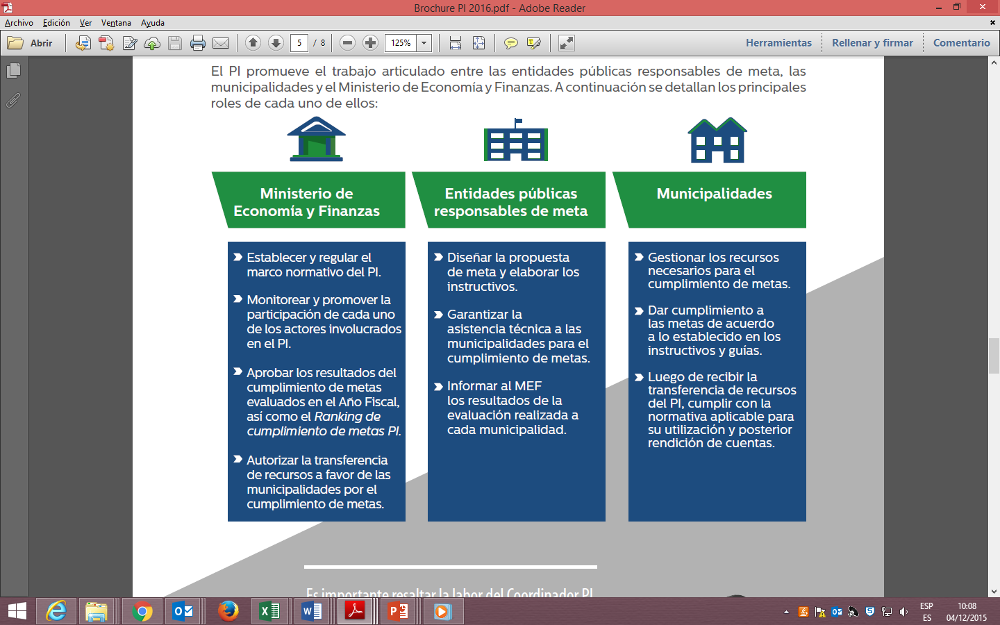 Brochure PI 2016.pdf - Adobe Reader
Archivo Edición Ver Ventana Ayuda
Abrir 5 / 8 125% Herramientas Rellenar y firmar Comentario
El PI promueve el trabajo articulado entre las entidades públicas responsables de meta, las
municipalidades y el Ministerio de Economía y Finanzas. A continuación se detallan los principales
roles de cada uno de ellos:
Ministerio de
Economía y Finanzas
Establecer y regular el
marco normativo del PI.
Monitorear y promover la
participación de cada uno
de los actores involucrados
en el PI.
Aprobar los resultados del
cumplimiento de metas
evaluados en el Año Fiscal,
así como el Ranking de
cumplimiento de metas PI.
Autorizar la transferencia
de recursos a favor de las
municipalidades por el
cumplimiento de metas.
Entidades públicas
responsables de meta
Diseñar la propuesta
de meta y elaborar los
instructivos.
Garantizar la
asistencia técnica a las
municipalidades para el
cumplimiento de metas.
Informar al MEF
los resultados de la
evaluación realizada a
cada municipalidad.
Municipalidades
Gestionar los recursos
necesarios para el
cumplimiento de metas.
Dar cumplimiento a
las metas de acuerdo
a lo establecido en los
instructivos y guías.
Luego de recibir la
transferencia de recursos
del PI, cumplir con la
normativa aplicable para
su utilización y posterior
rendición de cuentas.
Es importante resaltar la labor del Coordinador PI
ESP 10:08
ES 04/12/2015